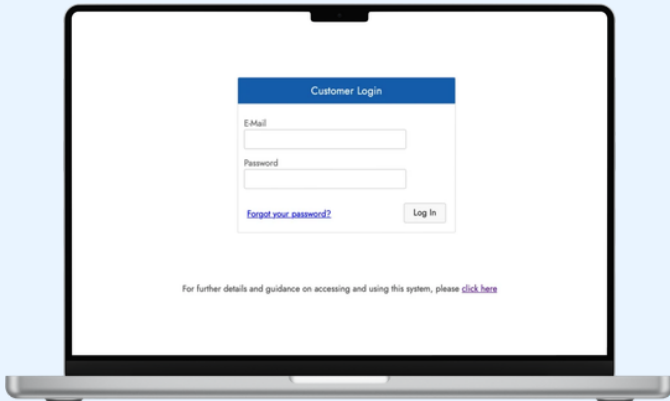 Customer Login
E-Mail
Password
Forgot your password?
Log In
For further details and guidance on accessing and using this system, please click here